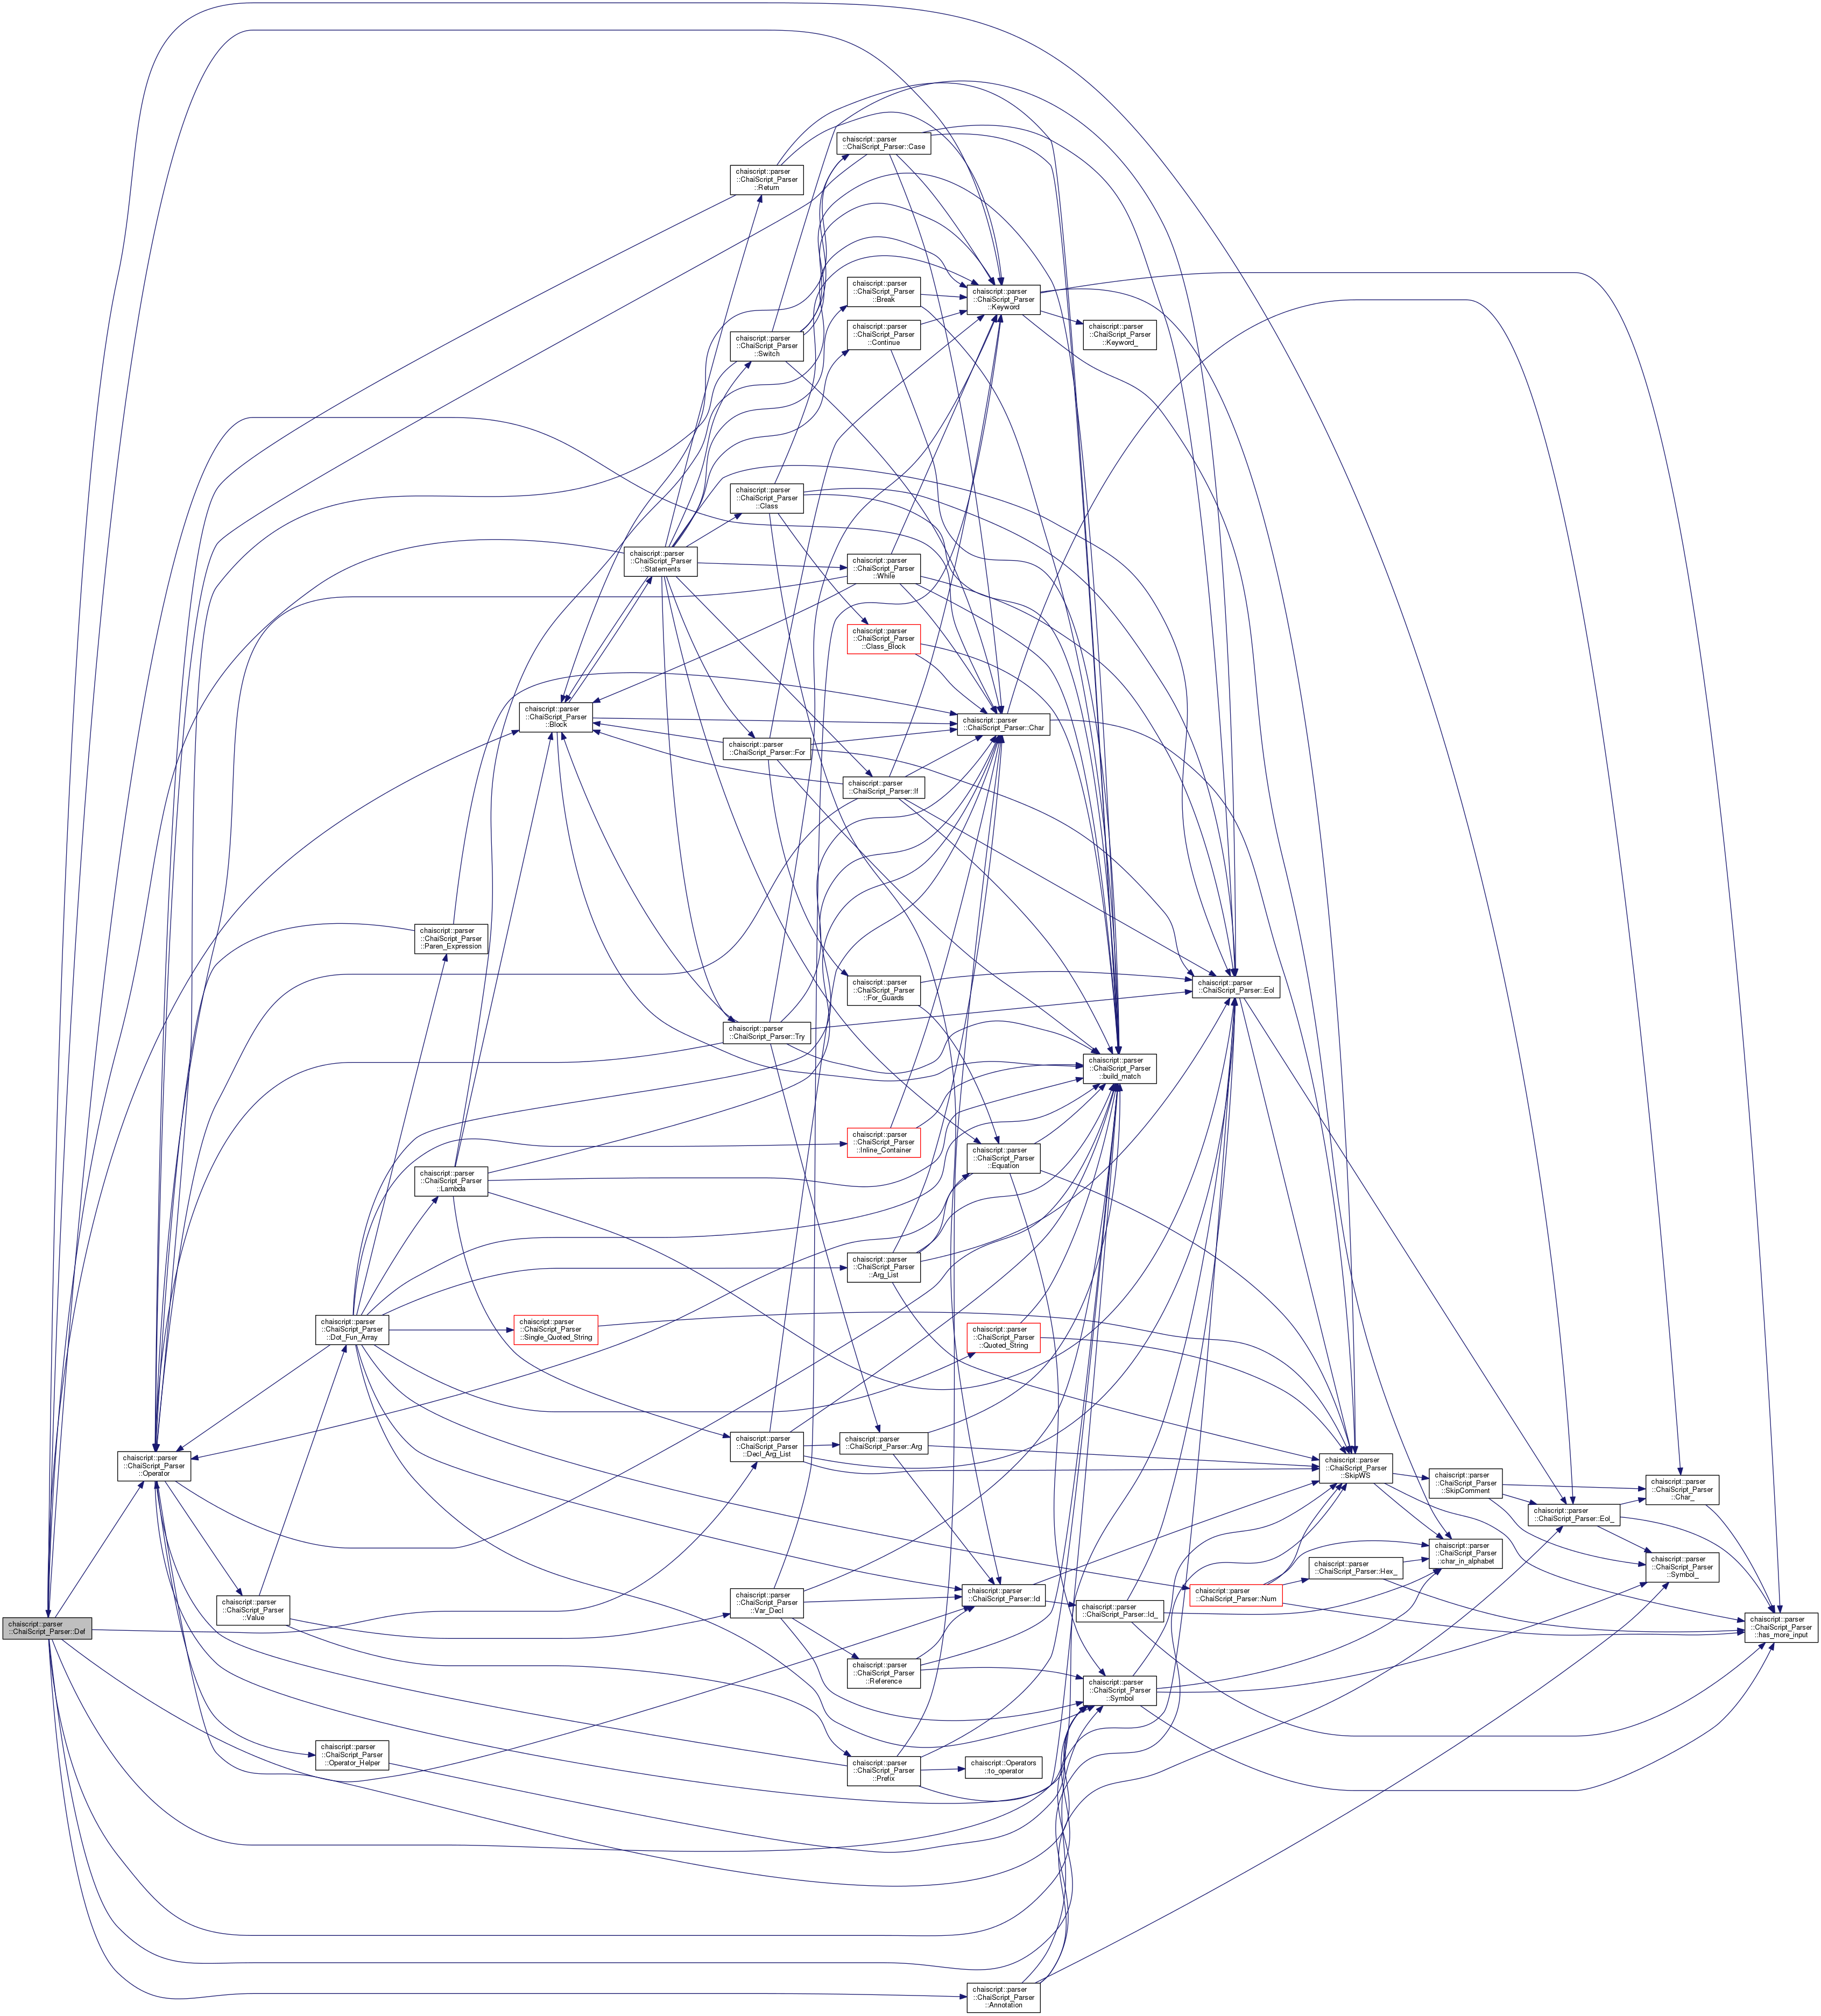 chaiscript::parser
::ChaiScript_Parser::Def
chaiscript::parser
::ChaiScript_Parser
::Operator
chaiscript::parser
::ChaiScript_Parser
::Value
chaiscript::parser
::ChaiScript_Parser
::Dot_Fun_Array
chaiscript::parser
::ChaiScript_Parser
::Operator_Helper
chaiscript::parser
::ChaiScript_Parser
::Paren_Expression
chaiscript::parser
::ChaiScript_Parser
::Lambda
chaiscript::parser
::ChaiScript_Parser
::Block
chaiscript::parser
::ChaiScript_Parser
::Single_Quoted_String
chaiscript::parser
::ChaiScript_Parser
::Statements
chaiscript::parser
::ChaiScript_Parser
::Return
chaiscript::parser
::ChaiScript_Parser
::Switch
chaiscript::parser
::ChaiScript_Parser
::Class
chaiscript::parser
::ChaiScript_Parser::For
chaiscript::parser
::ChaiScript_Parser::Try
chaiscript::parser
::ChaiScript_Parser
::Decl_Arg_List
chaiscript::parser
::ChaiScript_Parser
::Var_Decl
chaiscript::parser
::ChaiScript_Parser::Case
chaiscript::parser
::ChaiScript_Parser
::Break
chaiscript::parser
::ChaiScript_Parser
::Continue
chaiscript::parser
::ChaiScript_Parser
::While
chaiscript::parser
::ChaiScript_Parser
::Class_Block
chaiscript::parser
::ChaiScript_Parser::If
chaiscript::parser
::ChaiScript_Parser
::For_Guards
chaiscript::parser
::ChaiScript_Parser
::Inline_Container
chaiscript::parser
::ChaiScript_Parser
::Arg_List
chaiscript::parser
::ChaiScript_Parser::Arg
chaiscript::parser
::ChaiScript_Parser
::Reference
chaiscript::parser
::ChaiScript_Parser
::Prefix
chaiscript::parser
::ChaiScript_Parser
::Keyword
chaiscript::parser
::ChaiScript_Parser::Char
chaiscript::parser
::ChaiScript_Parser
::Equation
chaiscript::parser
::ChaiScript_Parser
::Quoted_String
chaiscript::parser
::ChaiScript_Parser::Id
chaiscript::Operators
::to_operator
chaiscript::parser
::ChaiScript_Parser
::Annotation
chaiscript::parser
::ChaiScript_Parser
::Keyword_
chaiscript::parser
::ChaiScript_Parser
::build_match
chaiscript::parser
::ChaiScript_Parser::Id_
chaiscript::parser
::ChaiScript_Parser
::Symbol
chaiscript::parser
::ChaiScript_Parser::Eol
chaiscript::parser
::ChaiScript_Parser::Num
chaiscript::parser
::ChaiScript_Parser
::SkipWS
chaiscript::parser
::ChaiScript_Parser::Hex_
chaiscript::parser
::ChaiScript_Parser
::SkipComment
chaiscript::parser
::ChaiScript_Parser
::char_in_alphabet
chaiscript::parser
::ChaiScript_Parser::Eol_
chaiscript::parser
::ChaiScript_Parser
::Char_
chaiscript::parser
::ChaiScript_Parser
::Symbol_
chaiscript::parser
::ChaiScript_Parser
::has_more_input